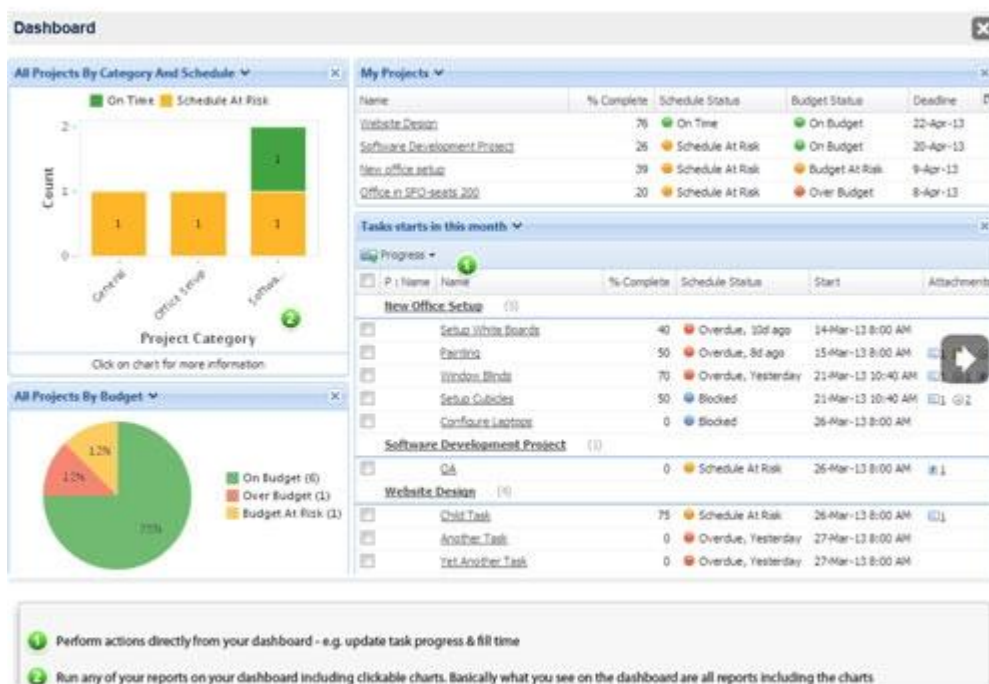 Dashboard
All Projects By Category And Schedule
On Time Schedule At Risk
2
1
0
Count
1
1
1
1
General
Office Setup
Softwa...
2
Project Category
Click on chart for more information
All Projects By Budget
12%
12%
75%
On Budget (6)
Over Budget (1)
Budget At Risk (1)
My Projects
Name % Complete Schedule Status Budget Status Deadline
Website Design 76 On Time On Budget 22-Apr-13
Software Development Project 26 Schedule At Risk On Budget 20-Apr-13
New office setup 39 Schedule At Risk Budget At Risk 9-Apr-13
Office in SFO-seats 200 20 Schedule At Risk Over Budget 8-Apr-13
Tasks starts in this month
Progress
1
P : Name Name % Complete Schedule Status Start Attachments
New Office Setup (5)
Setup White Boards 40 Overdue, 10d ago 14-Mar-13 8:00 AM
Painting 50 Overdue, 8d ago 15-Mar-13 8:00 AM
Window Blinds 70 Overdue, Yesterday 21-Mar-13 10:40 AM
Setup Cubicles 50 Blocked 21-Mar-13 10:40 AM 1 2
Configure Laptops 0 Blocked 26-Mar-13 8:00 AM
Software Development Project (1)
QA 0 Schedule At Risk 26-Mar-13 8:00 AM 1
Website Design
Child Task 75 Schedule At Risk 26-Mar-13 8:00 AM 1
Another Task 0 Overdue, Yesterday 27-Mar-13 8:00 AM
Yet Another Task 0 Overdue, Yesterday 27-Mar-13 8:00 AM
1 Perform actions directly from your dashboard - e.g. update task progress & fill time
2 Run any of your reports on your dashboard including clickable charts. Basically what you see on the dashboard are all reports including the charts